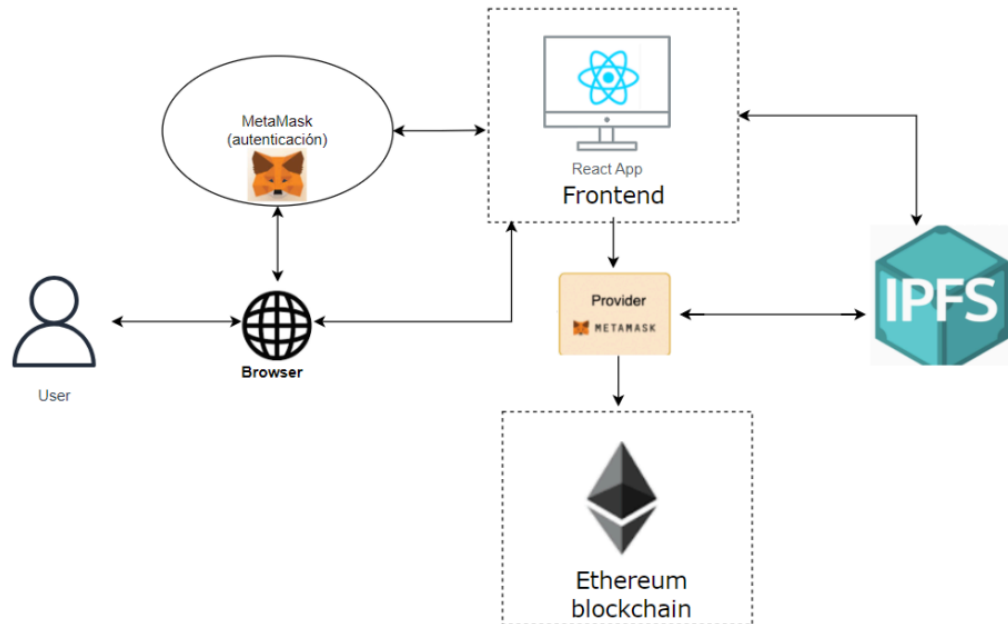 MetaMask
(autenticación)
React App
Frontend
Provider
METAMASK
IPFS
Browser
User
Ethereum
blockchain